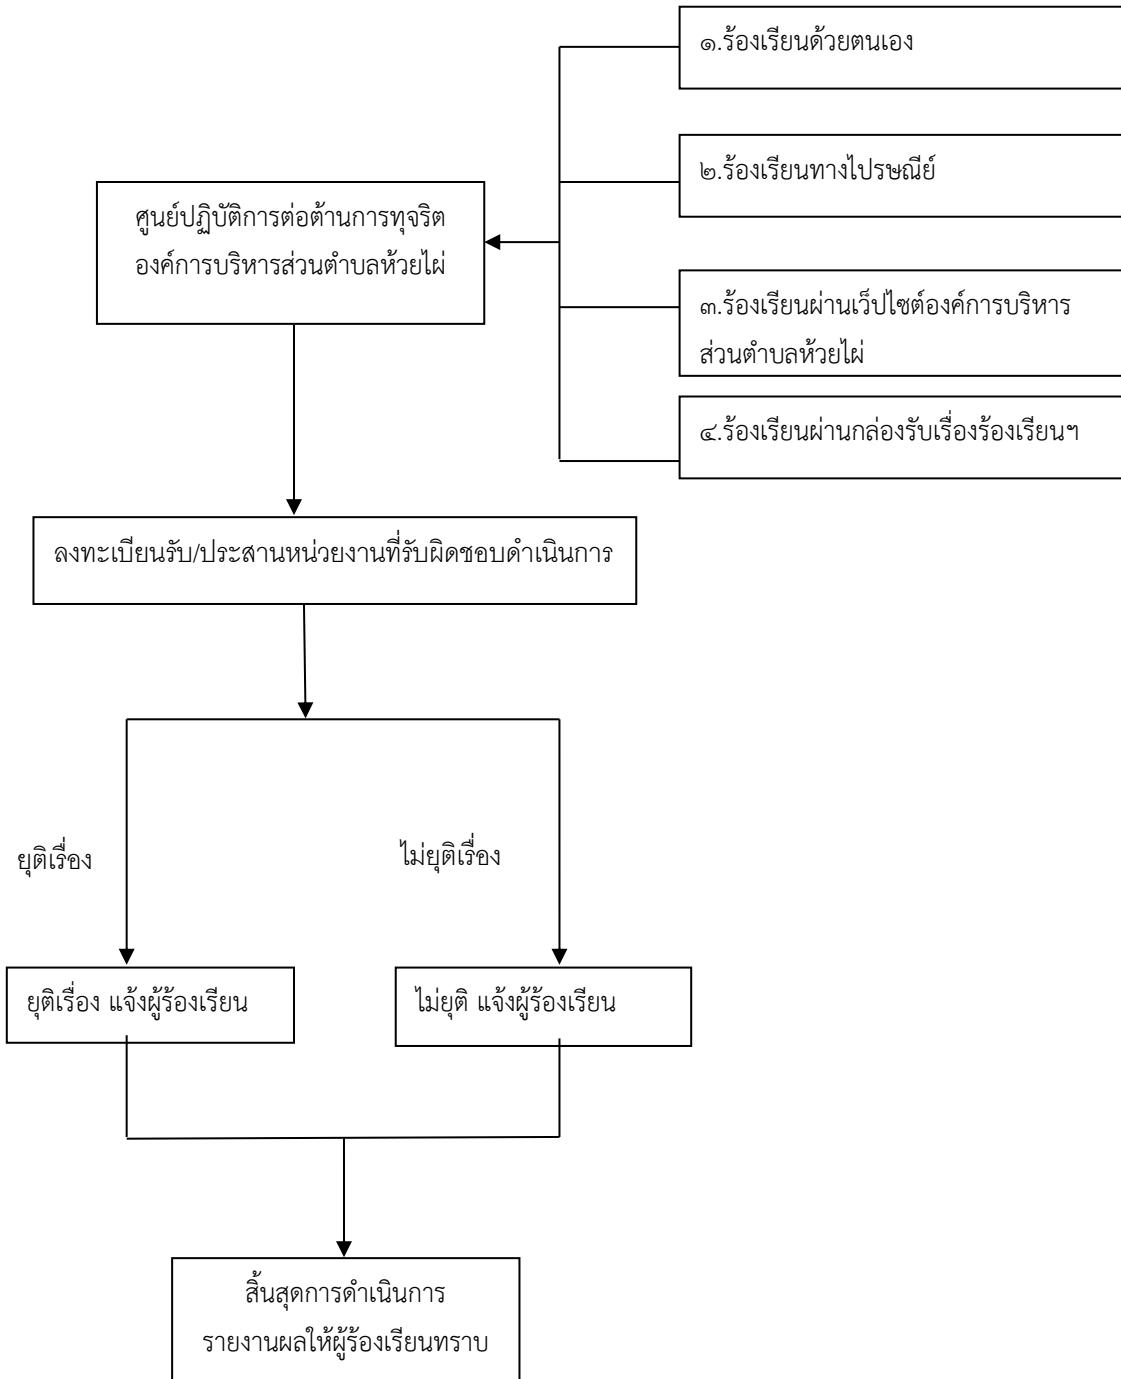 ๑.ร้องเรียนด้วยตนเอง
๒.ร้องเรียนทางไปรษณีย์
ศูนย์ปฏิบัติการต่อต้านการทุจริต
องค์การบริหารส่วนตำบลห้วยไผ่
๓.ร้องเรียนผ่านเว็ปไซต์องค์การบริหาร
ส่วนตำบลห้วยไผ่
๔.ร้องเรียนผ่านกล่องรับเรื่องร้องเรียนฯ
ลงทะเบียนรับ/ประสานหน่วยงานที่รับผิดชอบดำเนินการ
ยุติเรื่อง
ไม่ยุติเรื่อง
ยุติเรื่อง แจ้งผู้ร้องเรียน
ไม่ยุติ แจ้งผู้ร้องเรียน
สิ้นสุดการดำเนินการ
รายงานผลให้ผู้ร้องเรียนทราบ